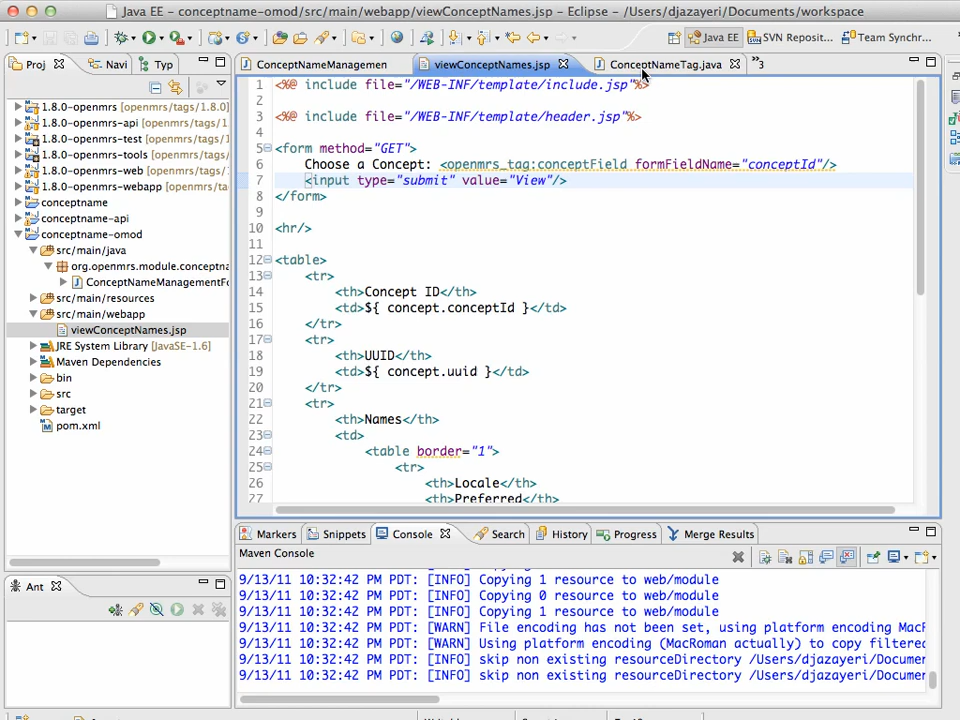 Java EE - conceptname-omod/src/main/webapp/viewConceptNames.jsp - Eclipse - /Users/djazayeri/Documents/workspace
Java EE
SVN Reposit...
Team Synchr...
Proj
Navi
Typ
ConceptNameManagemen
viewConceptNames.jsp
ConceptNameTag.java
»3
1.8.0-openmrs [openmrs/tags/1.8.0]
1.8.0-openmrs-api [openmrs/tags/1.
1.8.0-openmrs-test [openmrs/tags/
1.8.0-openmrs-tools [openmrs/tags
1.8.0-openmrs-web [openmrs/tags/
1.8.0-openmrs-webapp [openmrs/ta
conceptname
conceptname-api
conceptname-omod
src/main/java
org.openmrs.module.conceptna
ConceptNameManagementFo
src/main/resources
src/main/webapp
viewConceptNames.jsp
JRE System Library [JavaSE-1.6]
Maven Dependencies
bin
src
target
pom.xml
1 <%@ include file="/WEB-INF/template/include.jsp"%>
2
3 <%@ include file="/WEB-INF/template/header.jsp"%>
4
5 <form method="GET">
6 Choose a Concept: <openmrs_tag:conceptField formFieldName="conceptId"/>
7 <input type="submit" value="View"/>
8 </form>
9
10 <hr/>
11
12 <table>
13 <tr>
14 <th>Concept ID</th>
15 <td>${ concept.conceptId }</td>
16 </tr>
17 <tr>
18 <th>UUID</th>
19 <td>${ concept.uuid }</td>
20 </tr>
21 <tr>
22 <th>Names</th>
23 <td>
24 <table border="1">
25 <tr>
26 <th>Locale</th>
27 <th>Preferred</th>
Ant
Markers
Snippets
Console
Search
History
Progress
Merge Results
Maven Console
9/13/11 10:32:42 PM PDT: [INFO] Copying 1 resource to web/module
9/13/11 10:32:42 PM PDT: [INFO] Copying 0 resource to web/module
9/13/11 10:32:42 PM PDT: [INFO] Copying 1 resource to web/module
9/13/11 10:32:42 PM PDT: [WARN] File encoding has not been set, using platform encoding MacR
9/13/11 10:32:42 PM PDT: [WARN] Using platform encoding (MacRoman actually) to copy filtered
9/13/11 10:32:42 PM PDT: [INFO] skip non existing resourceDirectory /Users/djazayeri/Documen
9/13/11 10:32:42 PM PDT: [INFO] skip non existing resourceDirectory /Users/djazayeri/Documen